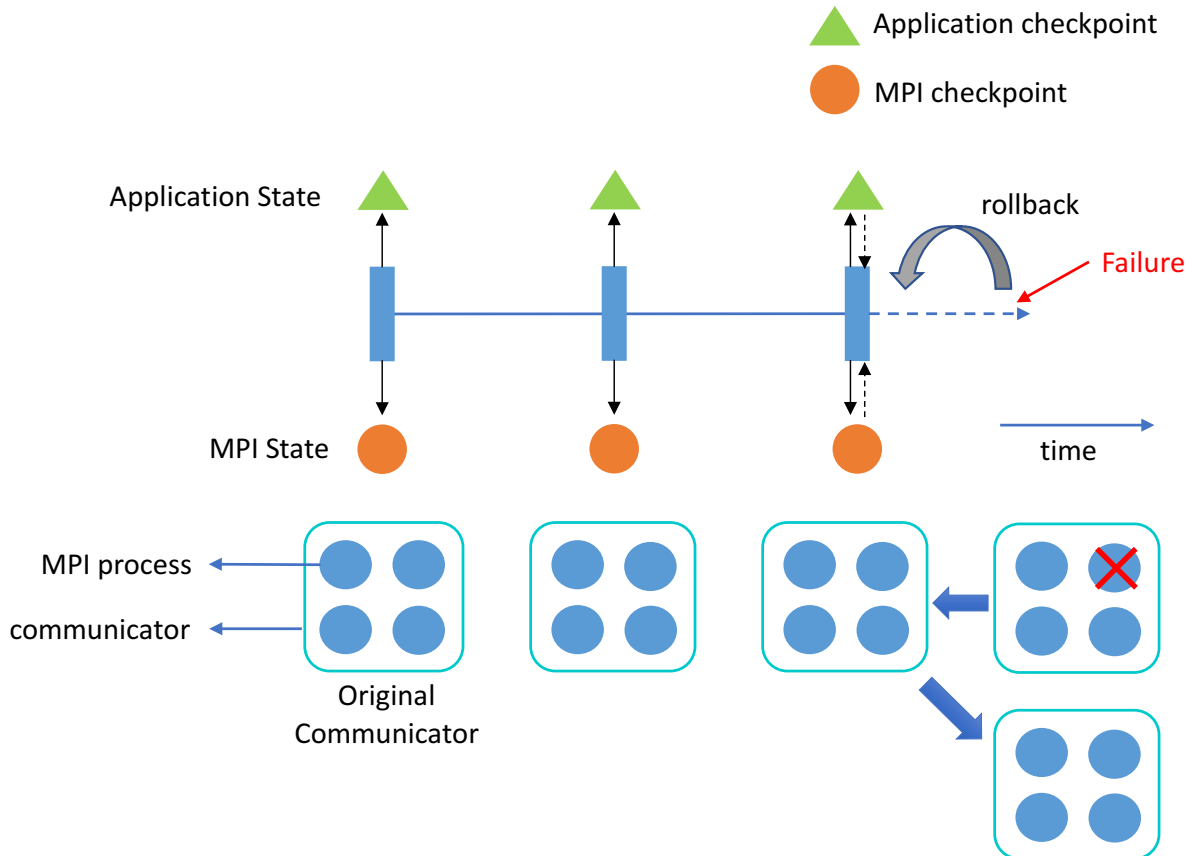 Application checkpoint
MPI checkpoint
Application State
rollback
Failure
MPI State
time
MPI process
communicator
Original
Communicator